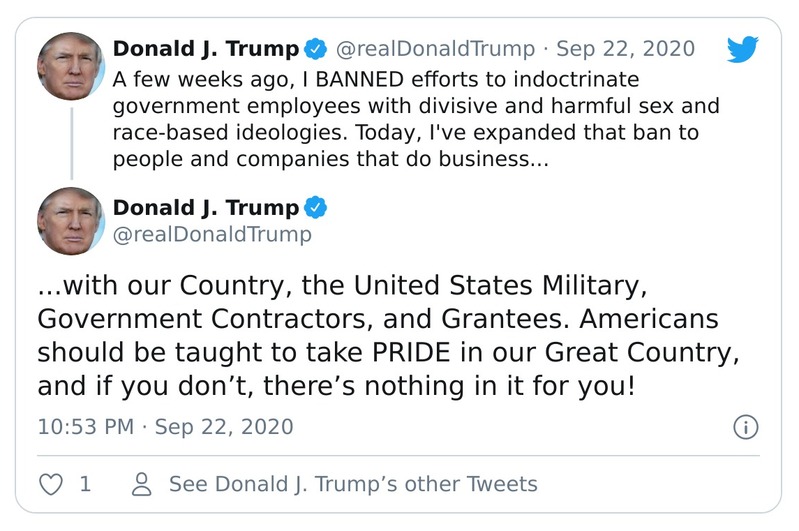 Donald J. Trump @realDonaldTrump · Sep 22, 2020
A few weeks ago, I BANNED efforts to indoctrinate
government employees with divisive and harmful sex and
race-based ideologies. Today, I've expanded that ban to
people and companies that do business...
Donald J. Trump
@realDonaldTrump
...with our Country, the United States Military,
Government Contractors, and Grantees. Americans
should be taught to take PRIDE in our Great Country,
and if you don’t, there’s nothing in it for you!
10:53 PM · Sep 22, 2020
1 See Donald J. Trump’s other Tweets